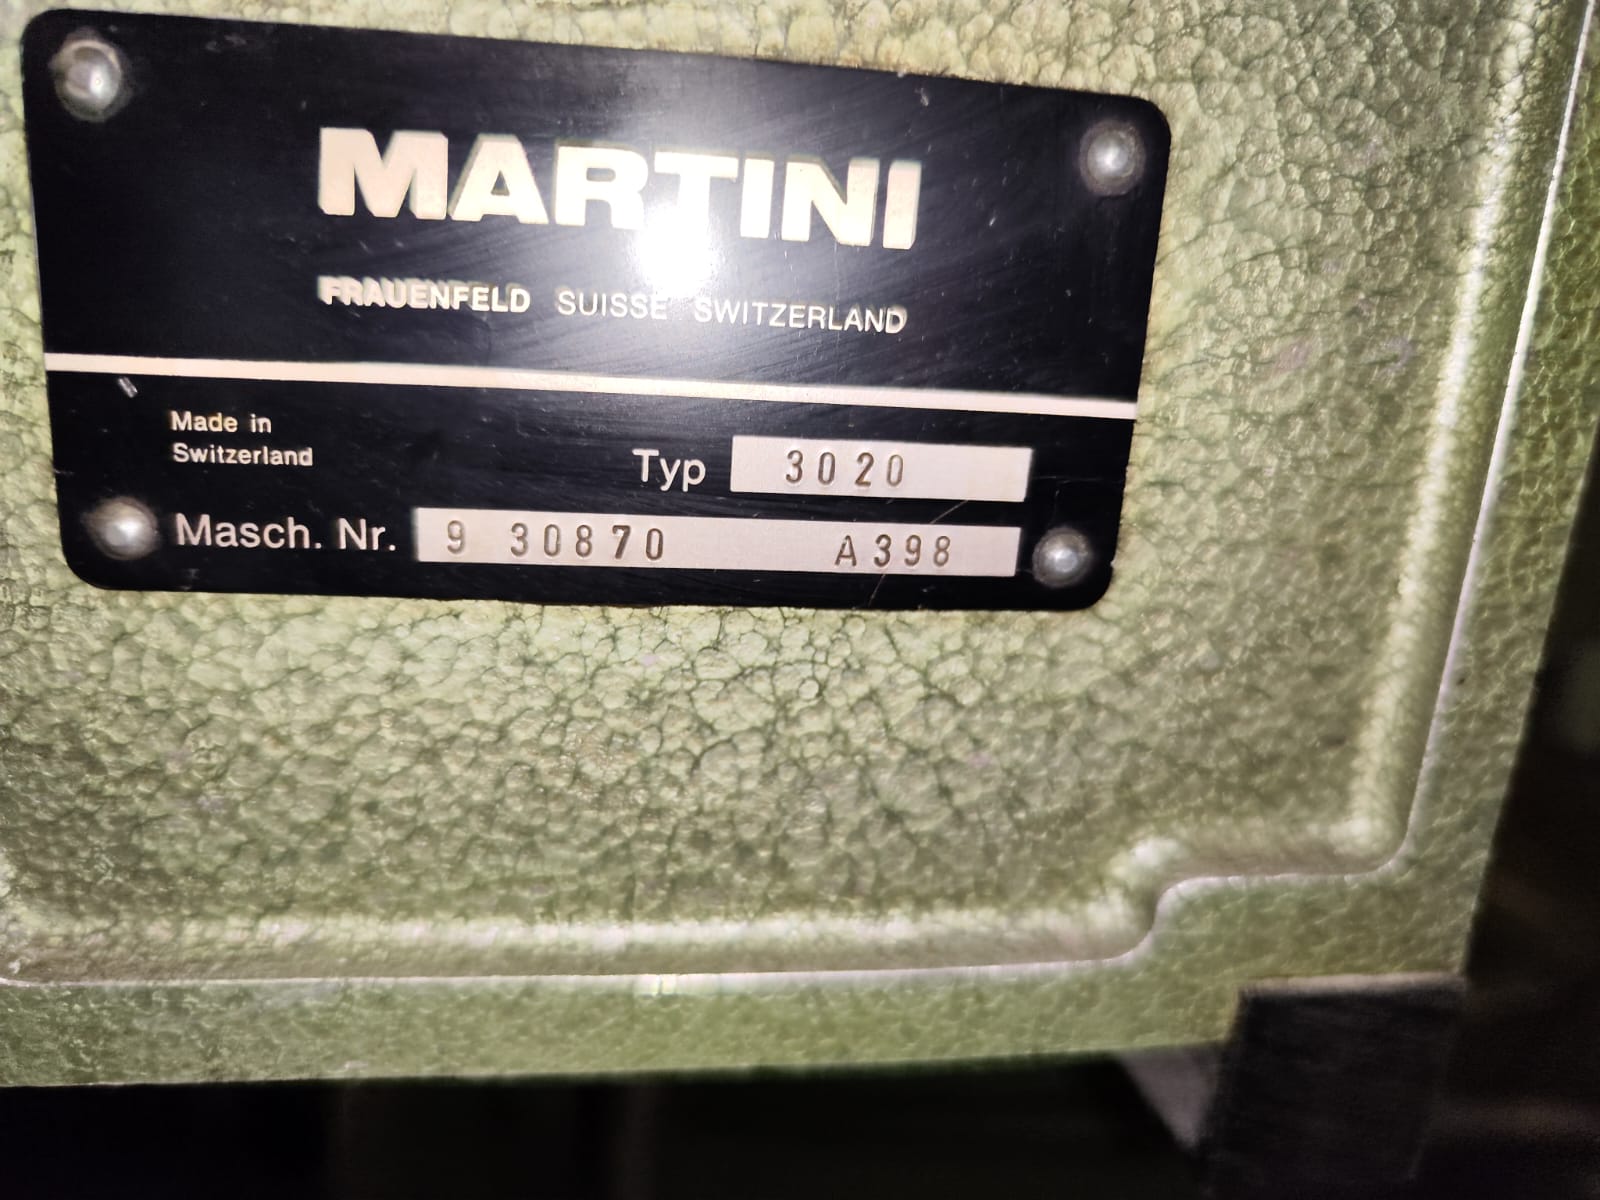 MARTINI
FRAUENFELD SUISSE SWITZERLAND
Made in
Switzerland
Typ 3020
Masch. Nr. 9 30870 A398